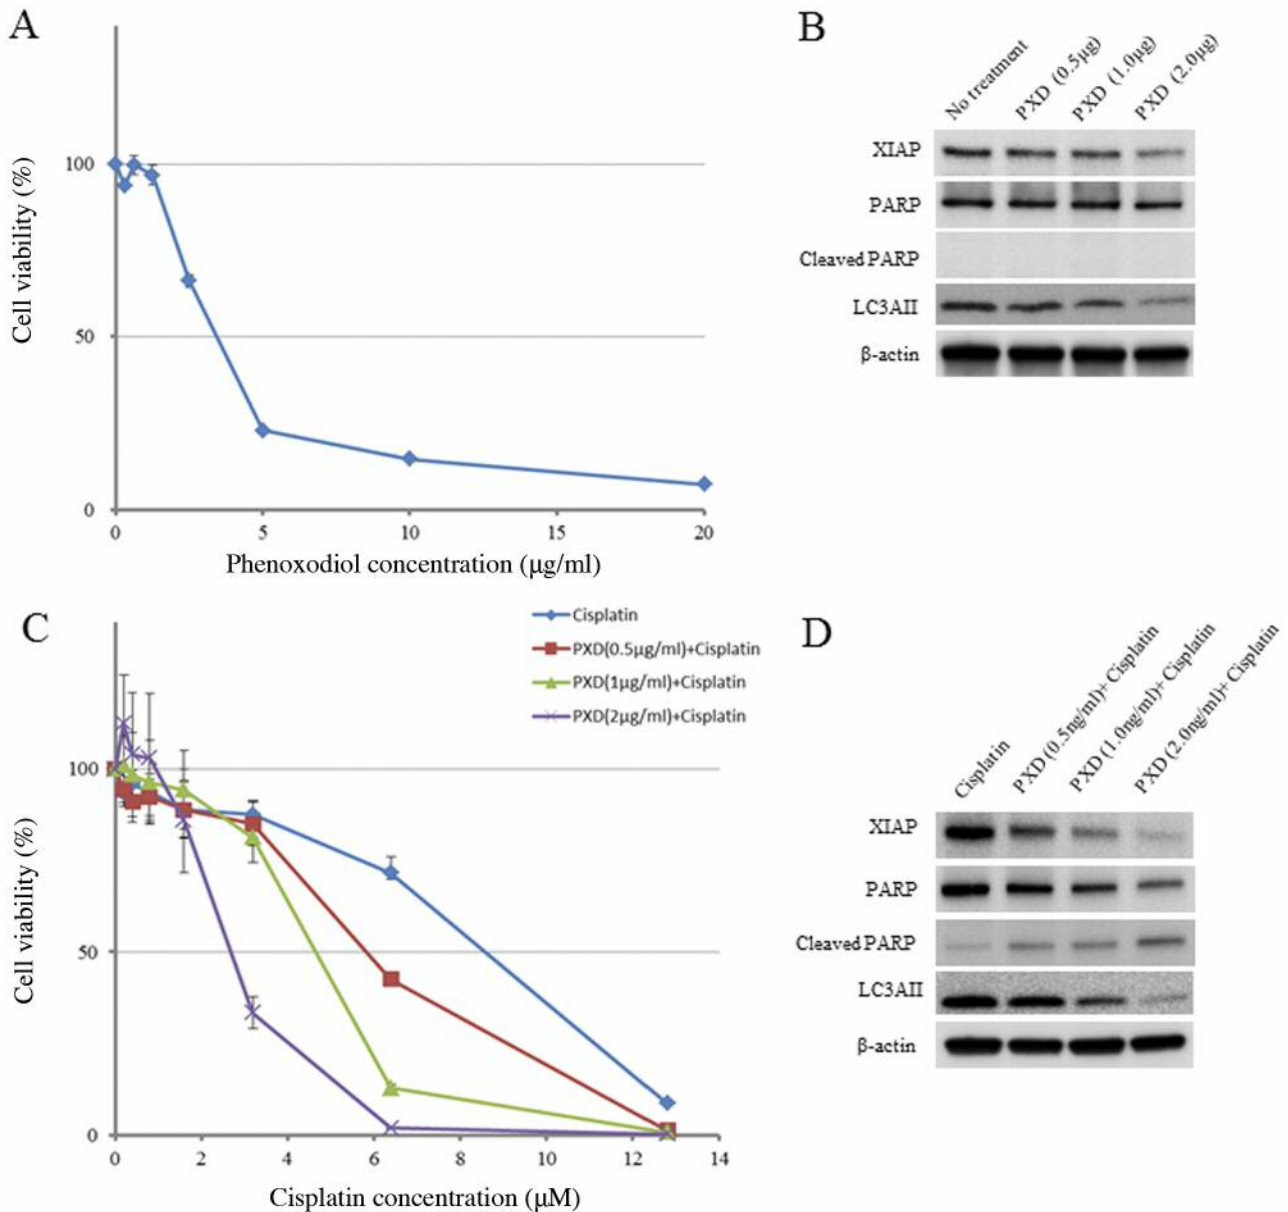 A
Cell viability (%)
100
50
0
0 5 10 15 20
Phenoxodiol concentration (µg/ml)
B
No treatment
PXD (0.5µg)
PXD (1.0µg)
PXD (2.0µg)
XIAP
PARP
Cleaved PARP
LC3AII
β-actin
C
Cisplatin
PXD(0.5µg/ml)+Cisplatin
PXD(1µg/ml)+Cisplatin
PXD(2µg/ml)+Cisplatin
Cell viability (%)
100
50
0
0 2 4 6 8 10 12 14
Cisplatin concentration (µM)
D
Cisplatin
PXD(0.5ng/ml)+Cisplatin
PXD(1.0ng/ml)+Cisplatin
PXD(2.0ng/ml)+Cisplatin
XIAP
PARP
Cleaved PARP
LC3AII
β-actin